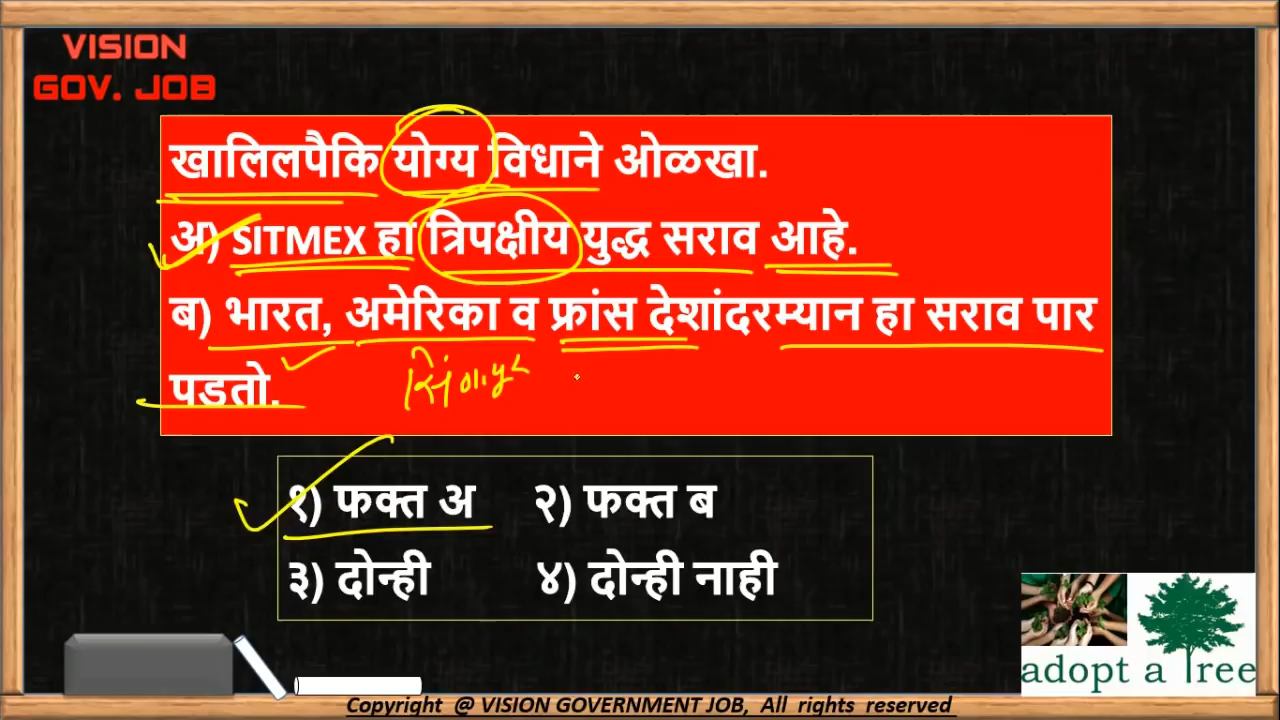 VISION
GOV. JOB
खालिलपैकि योग्य विधाने ओळखा.
अ) SITMEX हा त्रिपक्षीय युद्ध सराव आहे.
ब) भारत, अमेरिका व फ्रांस देशांदरम्यान हा सराव पार
पडतो.
१) फक्त अ २) फक्त ब
३) दोन्ही ४) दोन्ही नाही
adopt a Tree
Copyright @ VISION GOVERNMENT JOB, All rights reserved